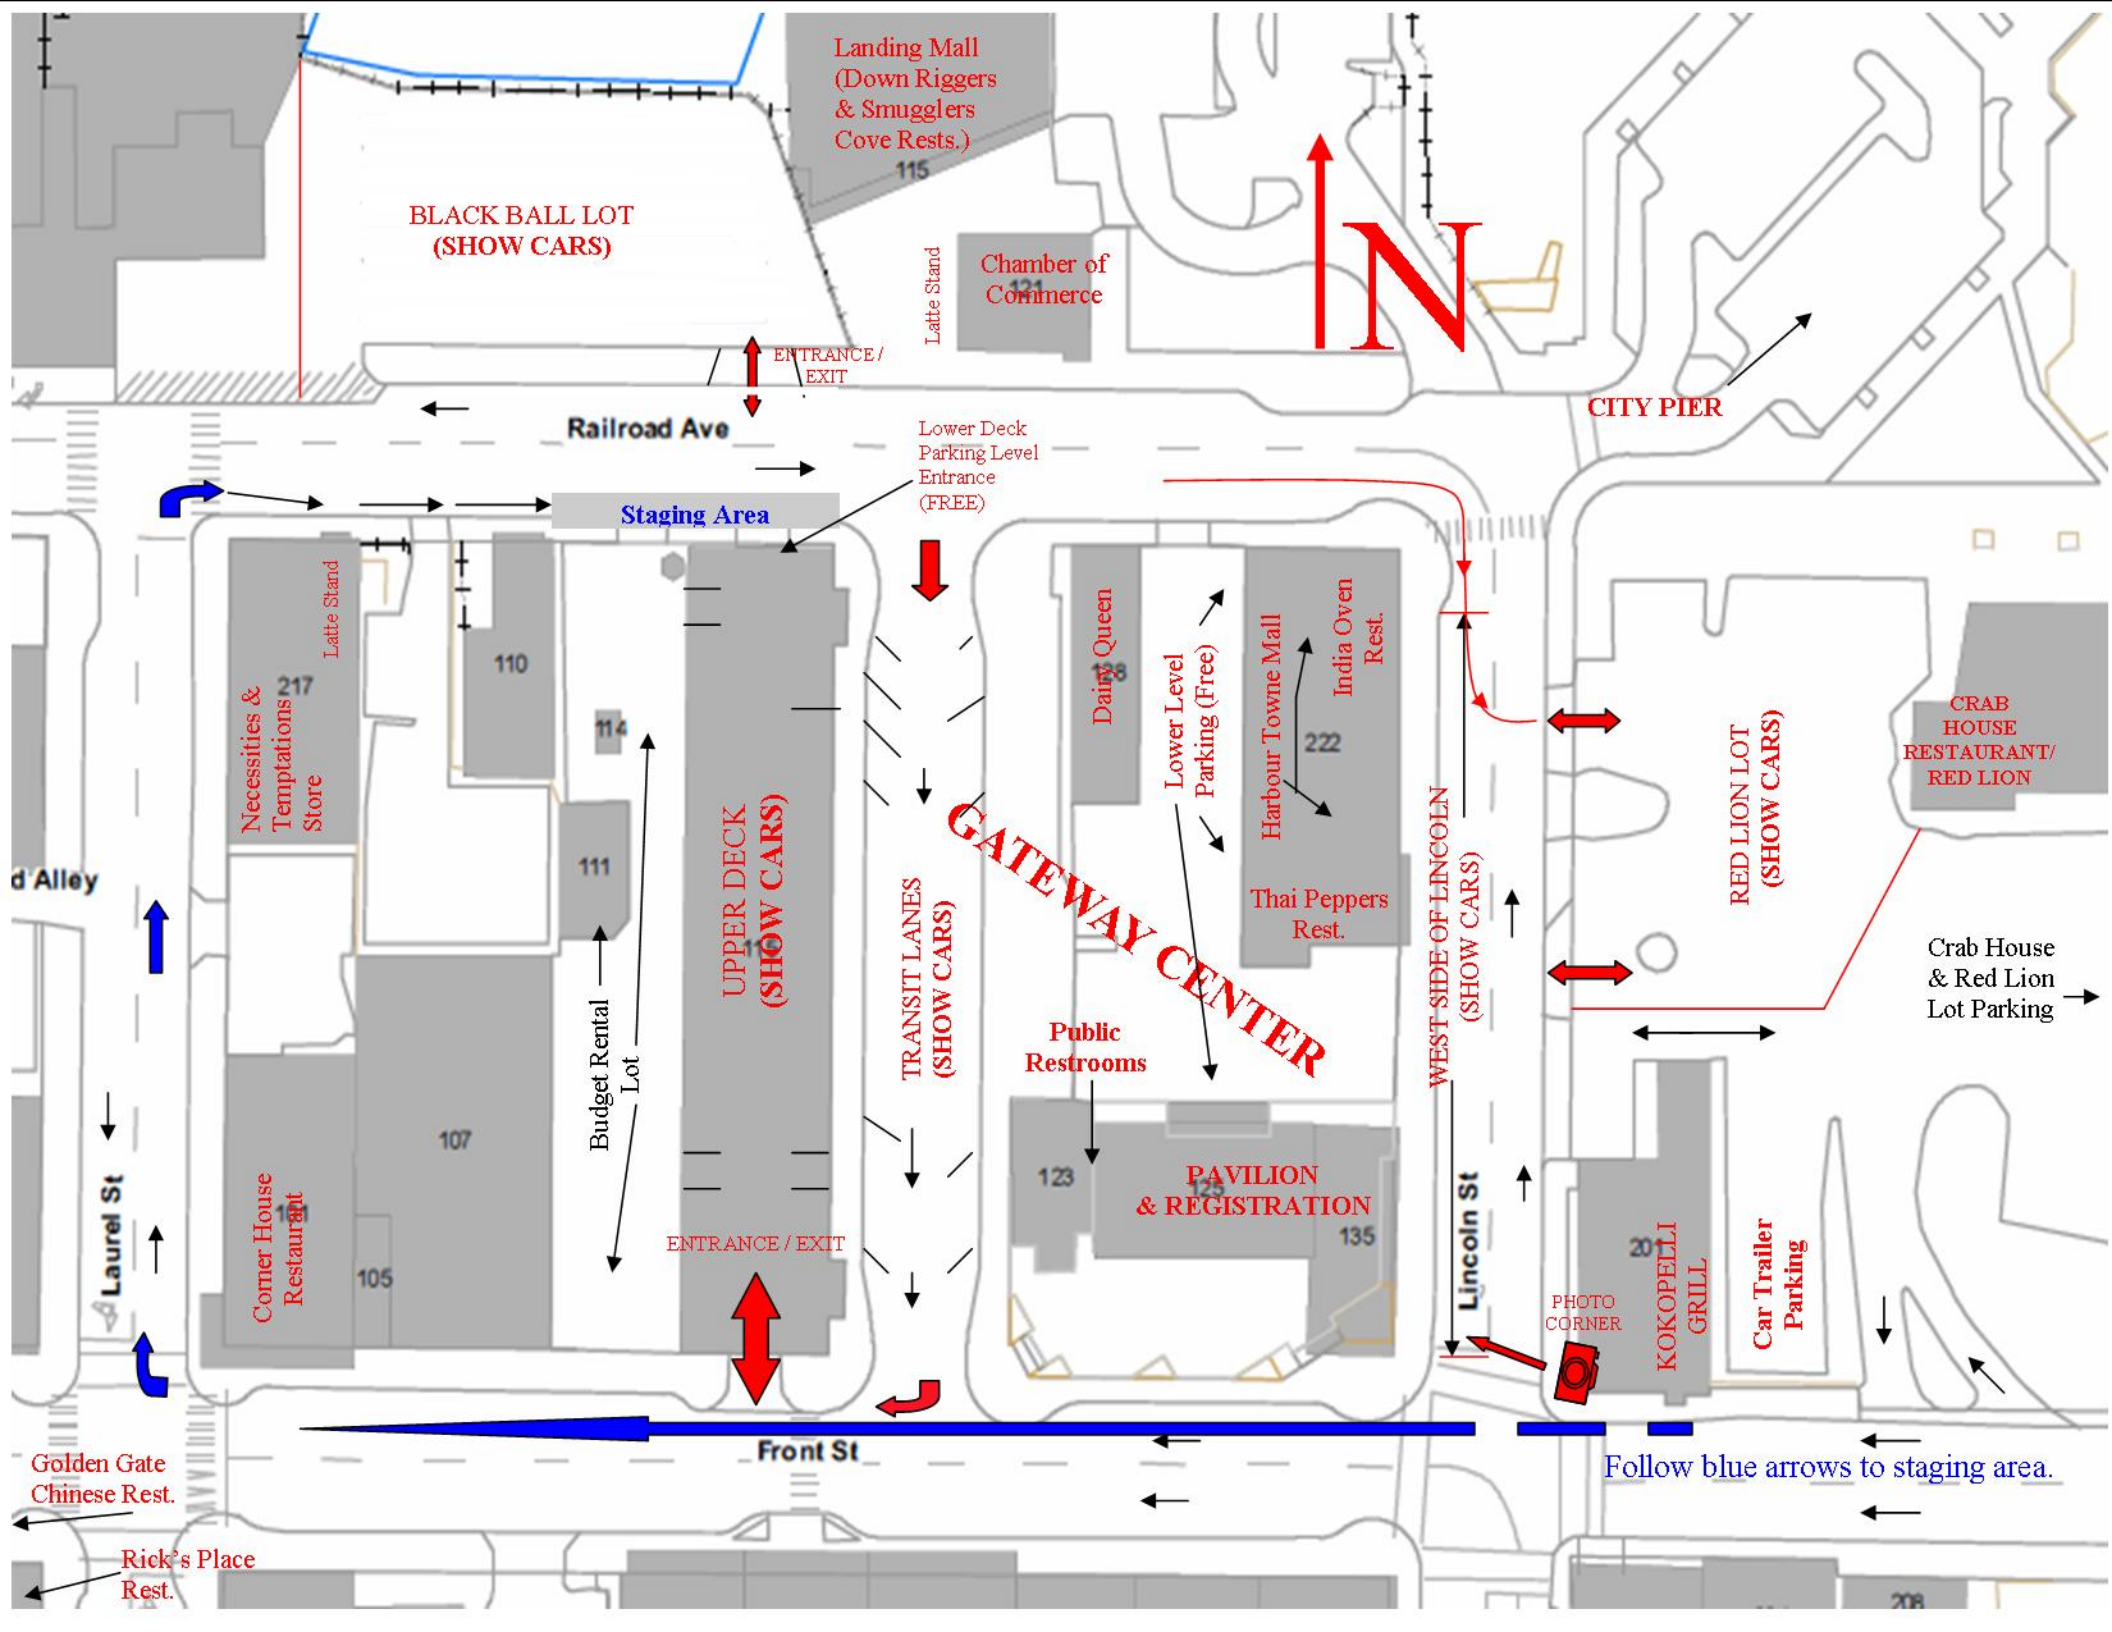 Landing Mall
(Down Riggers
& Smugglers
Cove Rests.)
115
BLACK BALL LOT
(SHOW CARS)
Latte Stand
Chamber of
Commerce
121
N
ENTRANCE /
EXIT
CITY PIER
Railroad Ave
Lower Deck
Parking Level
Entrance
(FREE)
Staging Area
Latte Stand
217
Necessities &
Temptations
Store
110
114
111
UPPER DECK
(SHOW CARS)
TRANSIT LANES
(SHOW CARS)
GATEWAY CENTER
Dairy Queen
128
Lower Level
Parking (Free)
Harbour Towne Mall
India Oven
Rest.
222
Thai Peppers
Rest.
WEST SIDE OF LINCOLN
(SHOW CARS)
RED LION LOT
(SHOW CARS)
CRAB
HOUSE
RESTAURANT/
RED LION
d Alley
Crab House
& Red Lion
Lot Parking
Budget Rental
Lot
Public
Restrooms
107
123
PAVILION
& REGISTRATION
125
135
Laurel St
Corner House
Restaurant
105
ENTRANCE / EXIT
Lincoln St
PHOTO
CORNER
201
KOKOPELLI
GRILL
Car Trailer
Parking
Front St
Follow blue arrows to staging area.
Golden Gate
Chinese Rest.
Rick's Place
Rest.
208